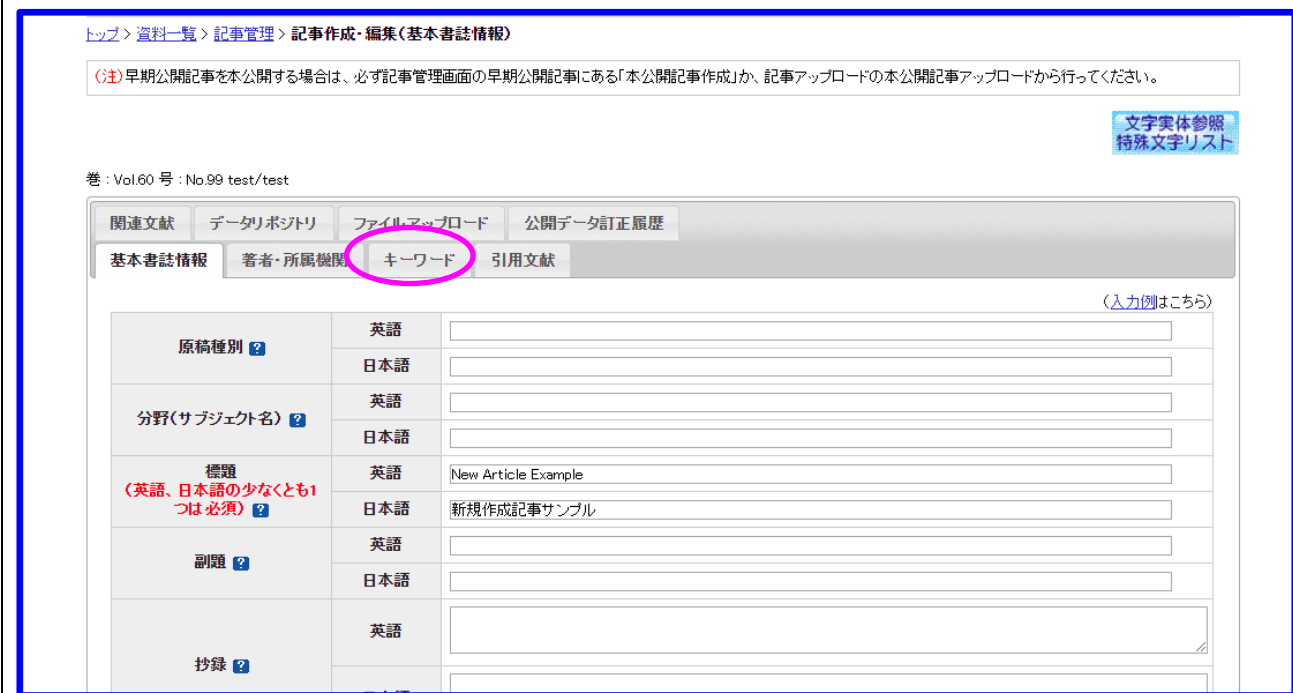 トップ > 資料一覧 > 記事管理 > 記事作成・編集(基本書誌情報)
(注)早期公開記事を本公開する場合は、必ず記事管理画面の早期公開記事にある「本公開記事作成」か、記事アップロードの本公開記事アップロードから行ってください。
文字実体参照
特殊文字リスト
巻 : Vol.60 号 : No.99 test/test
関連文献 データリポジトリ ファイルアップロード 公開データ訂正履歴
基本書誌情報 著者・所属機関 キーワード 引用文献
(入力例はこちら)
原稿種別 ?
英語
日本語
分野(サブジェクト名) ?
英語
日本語
標題
(英語、日本語の少なくとも1
つは必須) ?
英語 New Article Example
日本語 新規作成記事サンプル
副題 ?
英語
日本語
抄録 ?
英語